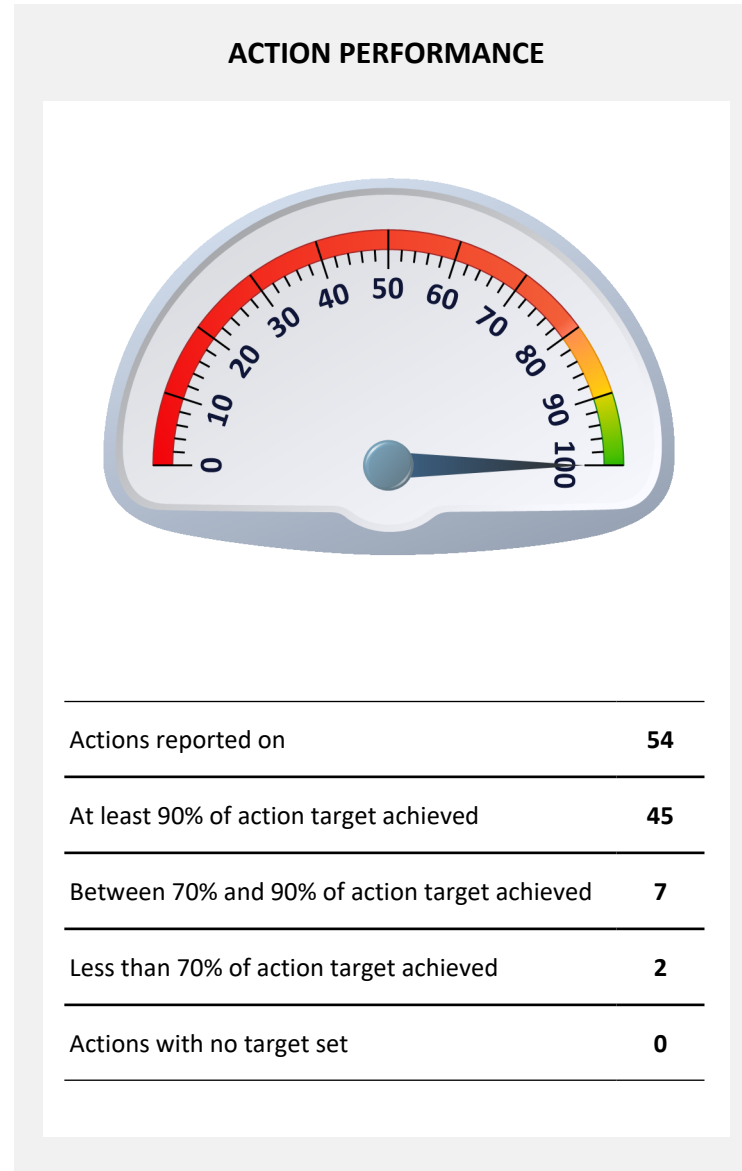 ACTION PERFORMANCE
0
10
20
30
40
50
60
70
80
90
100
Actions reported on 54
At least 90% of action target achieved 45
Between 70% and 90% of action target achieved 7
Less than 70% of action target achieved 2
Actions with no target set 0